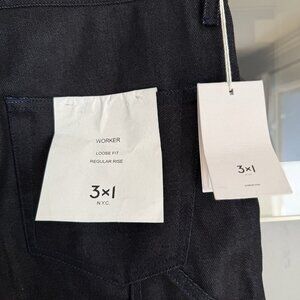 WORKER
LOOSE FIT
REGULAR RISE
3×1
N.Y.C.
3×1